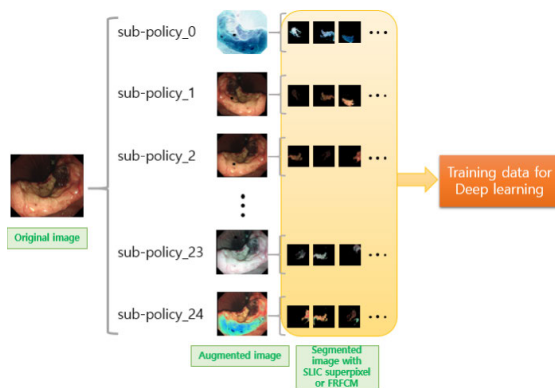 sub-policy_0
sub-policy_1
sub-policy_2
sub-policy_23
sub-policy_24
Original image
Augmented image
Segmented
image with
SLIC superpixel
or FRFCM
Training data for
Deep learning